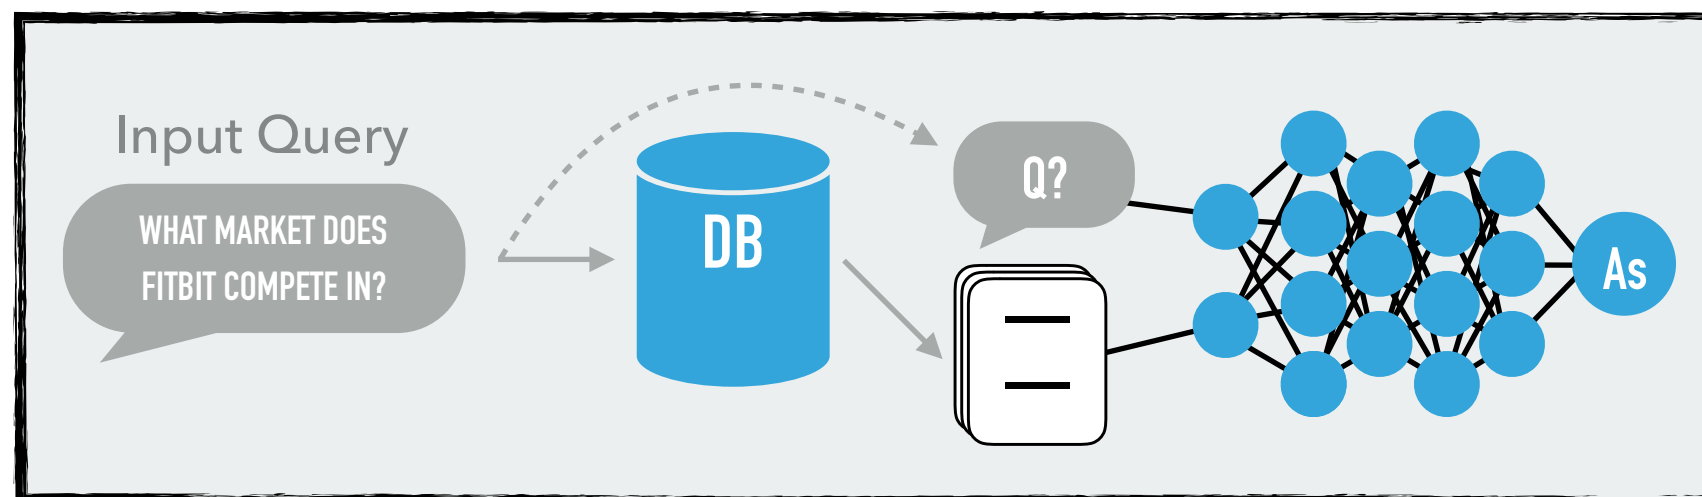 Input Query
WHAT MARKET DOES
FITBIT COMPETE IN?
DB
Q?
As